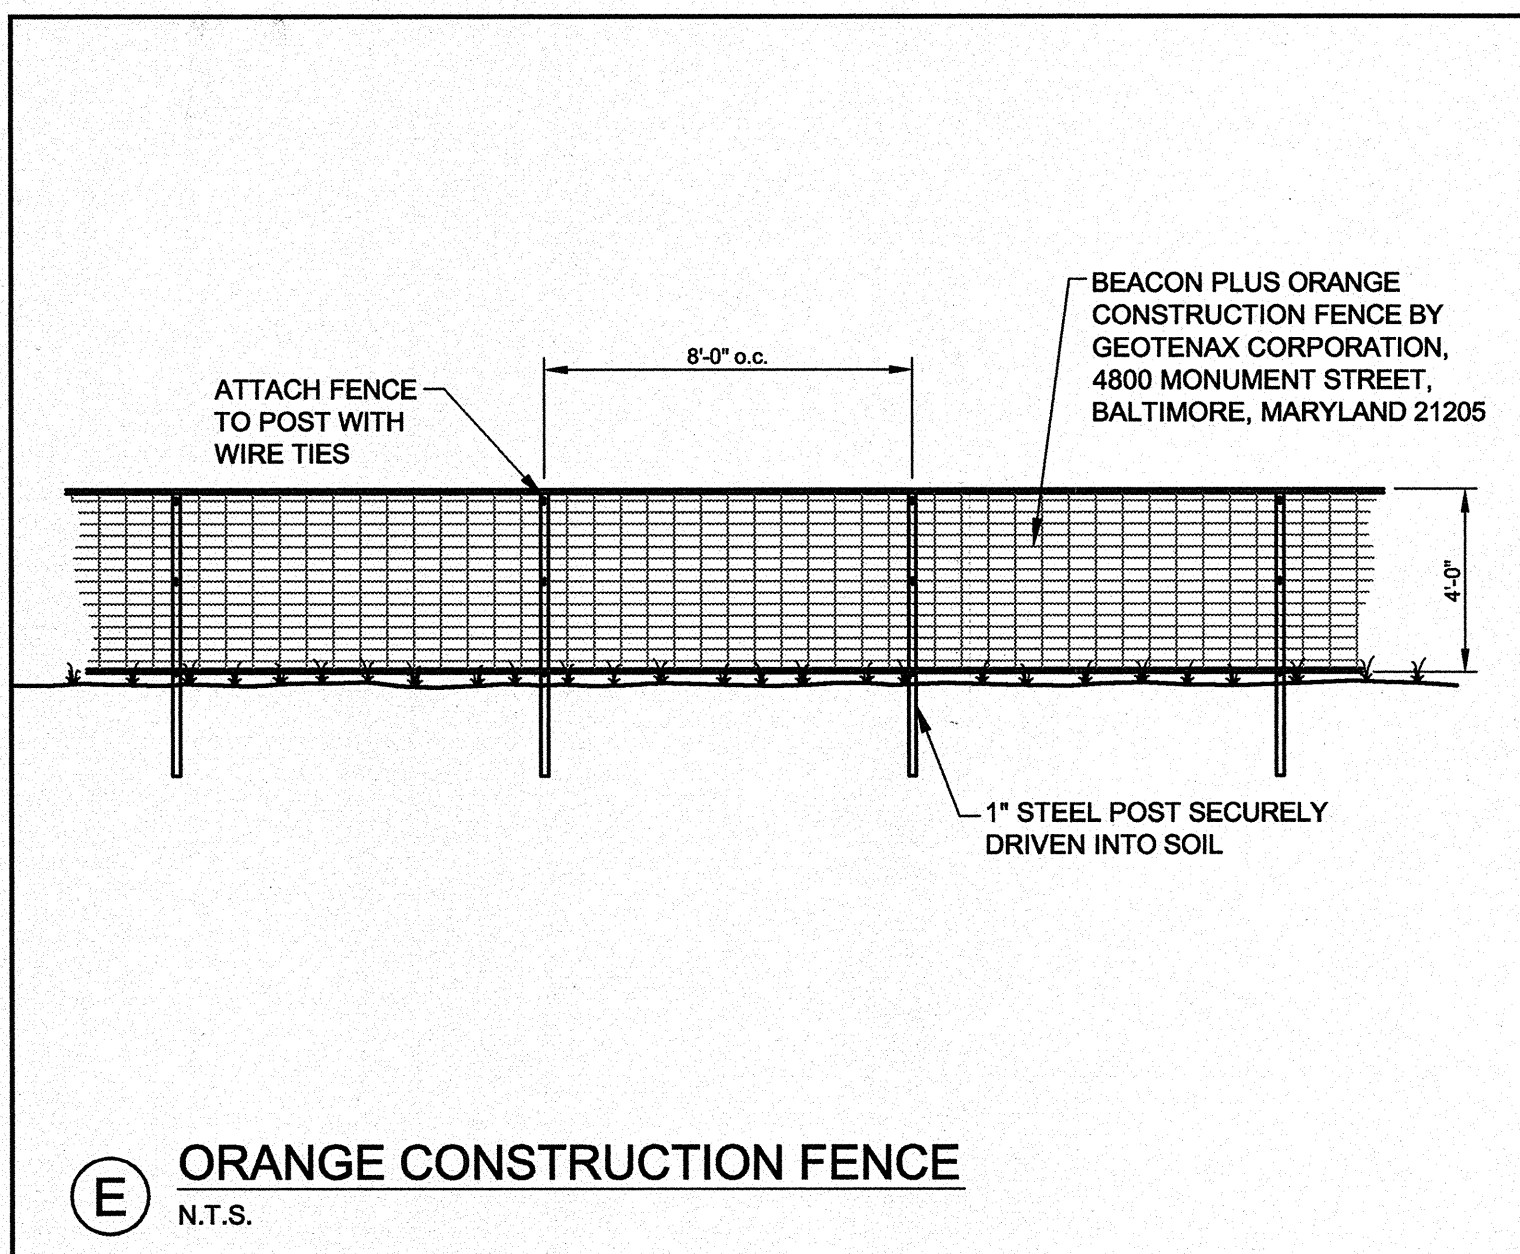 BEACON PLUS ORANGE
CONSTRUCTION FENCE BY
GEOTENAX CORPORATION,
4800 MONUMENT STREET,
BALTIMORE, MARYLAND 21205
8'-0" o.c.
ATTACH FENCE
TO POST WITH
WIRE TIES
4'-0"
1" STEEL POST SECURELY
DRIVEN INTO SOIL
E
ORANGE CONSTRUCTION FENCE
N.T.S.